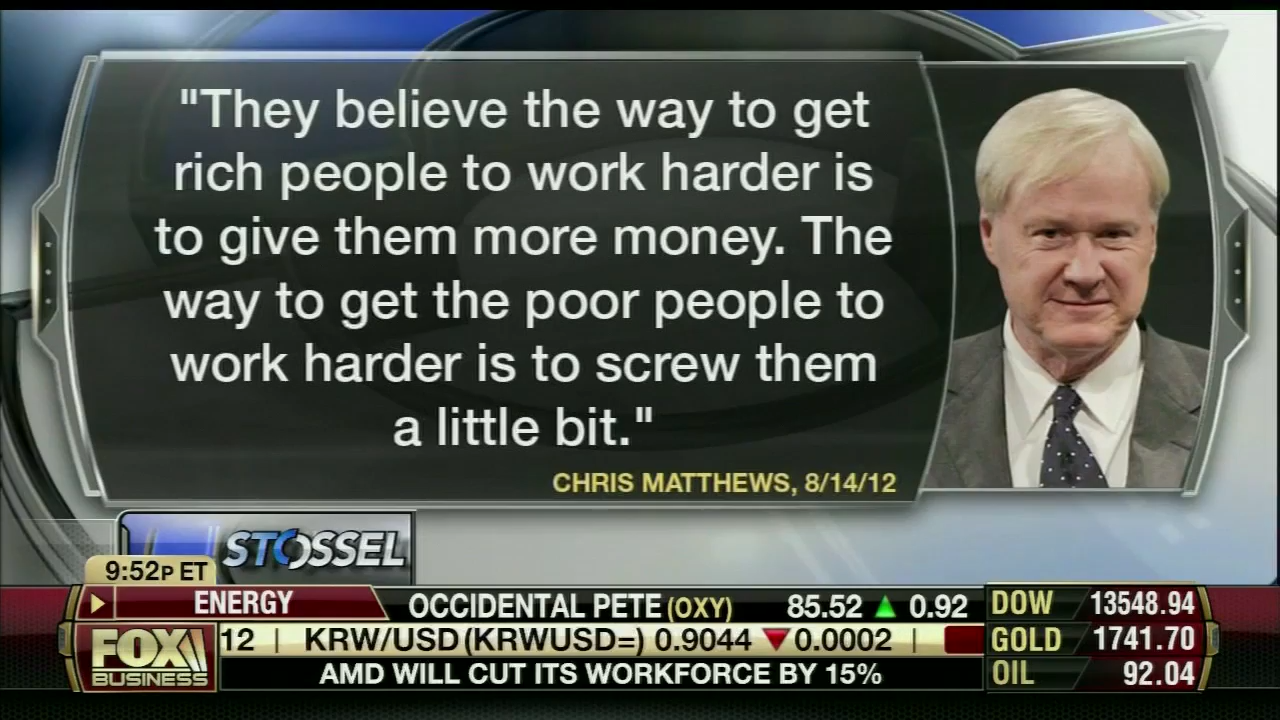 "They believe the way to get
rich people to work harder is
to give them more money. The
way to get the poor people to
work harder is to screw them
a little bit."
CHRIS MATTHEWS, 8/14/12
STOSSEL
9:52P ET
ENERGY
OCCIDENTAL PETE (OXY) 85.52 ▲ 0.92
DOW 13548.94
FOX BUSINESS
12 | KRW/USD (KRWUSD=) 0.9044 ▼ 0.0002 |
GOLD 1741.70
AMD WILL CUT ITS WORKFORCE BY 15%
OIL 92.04